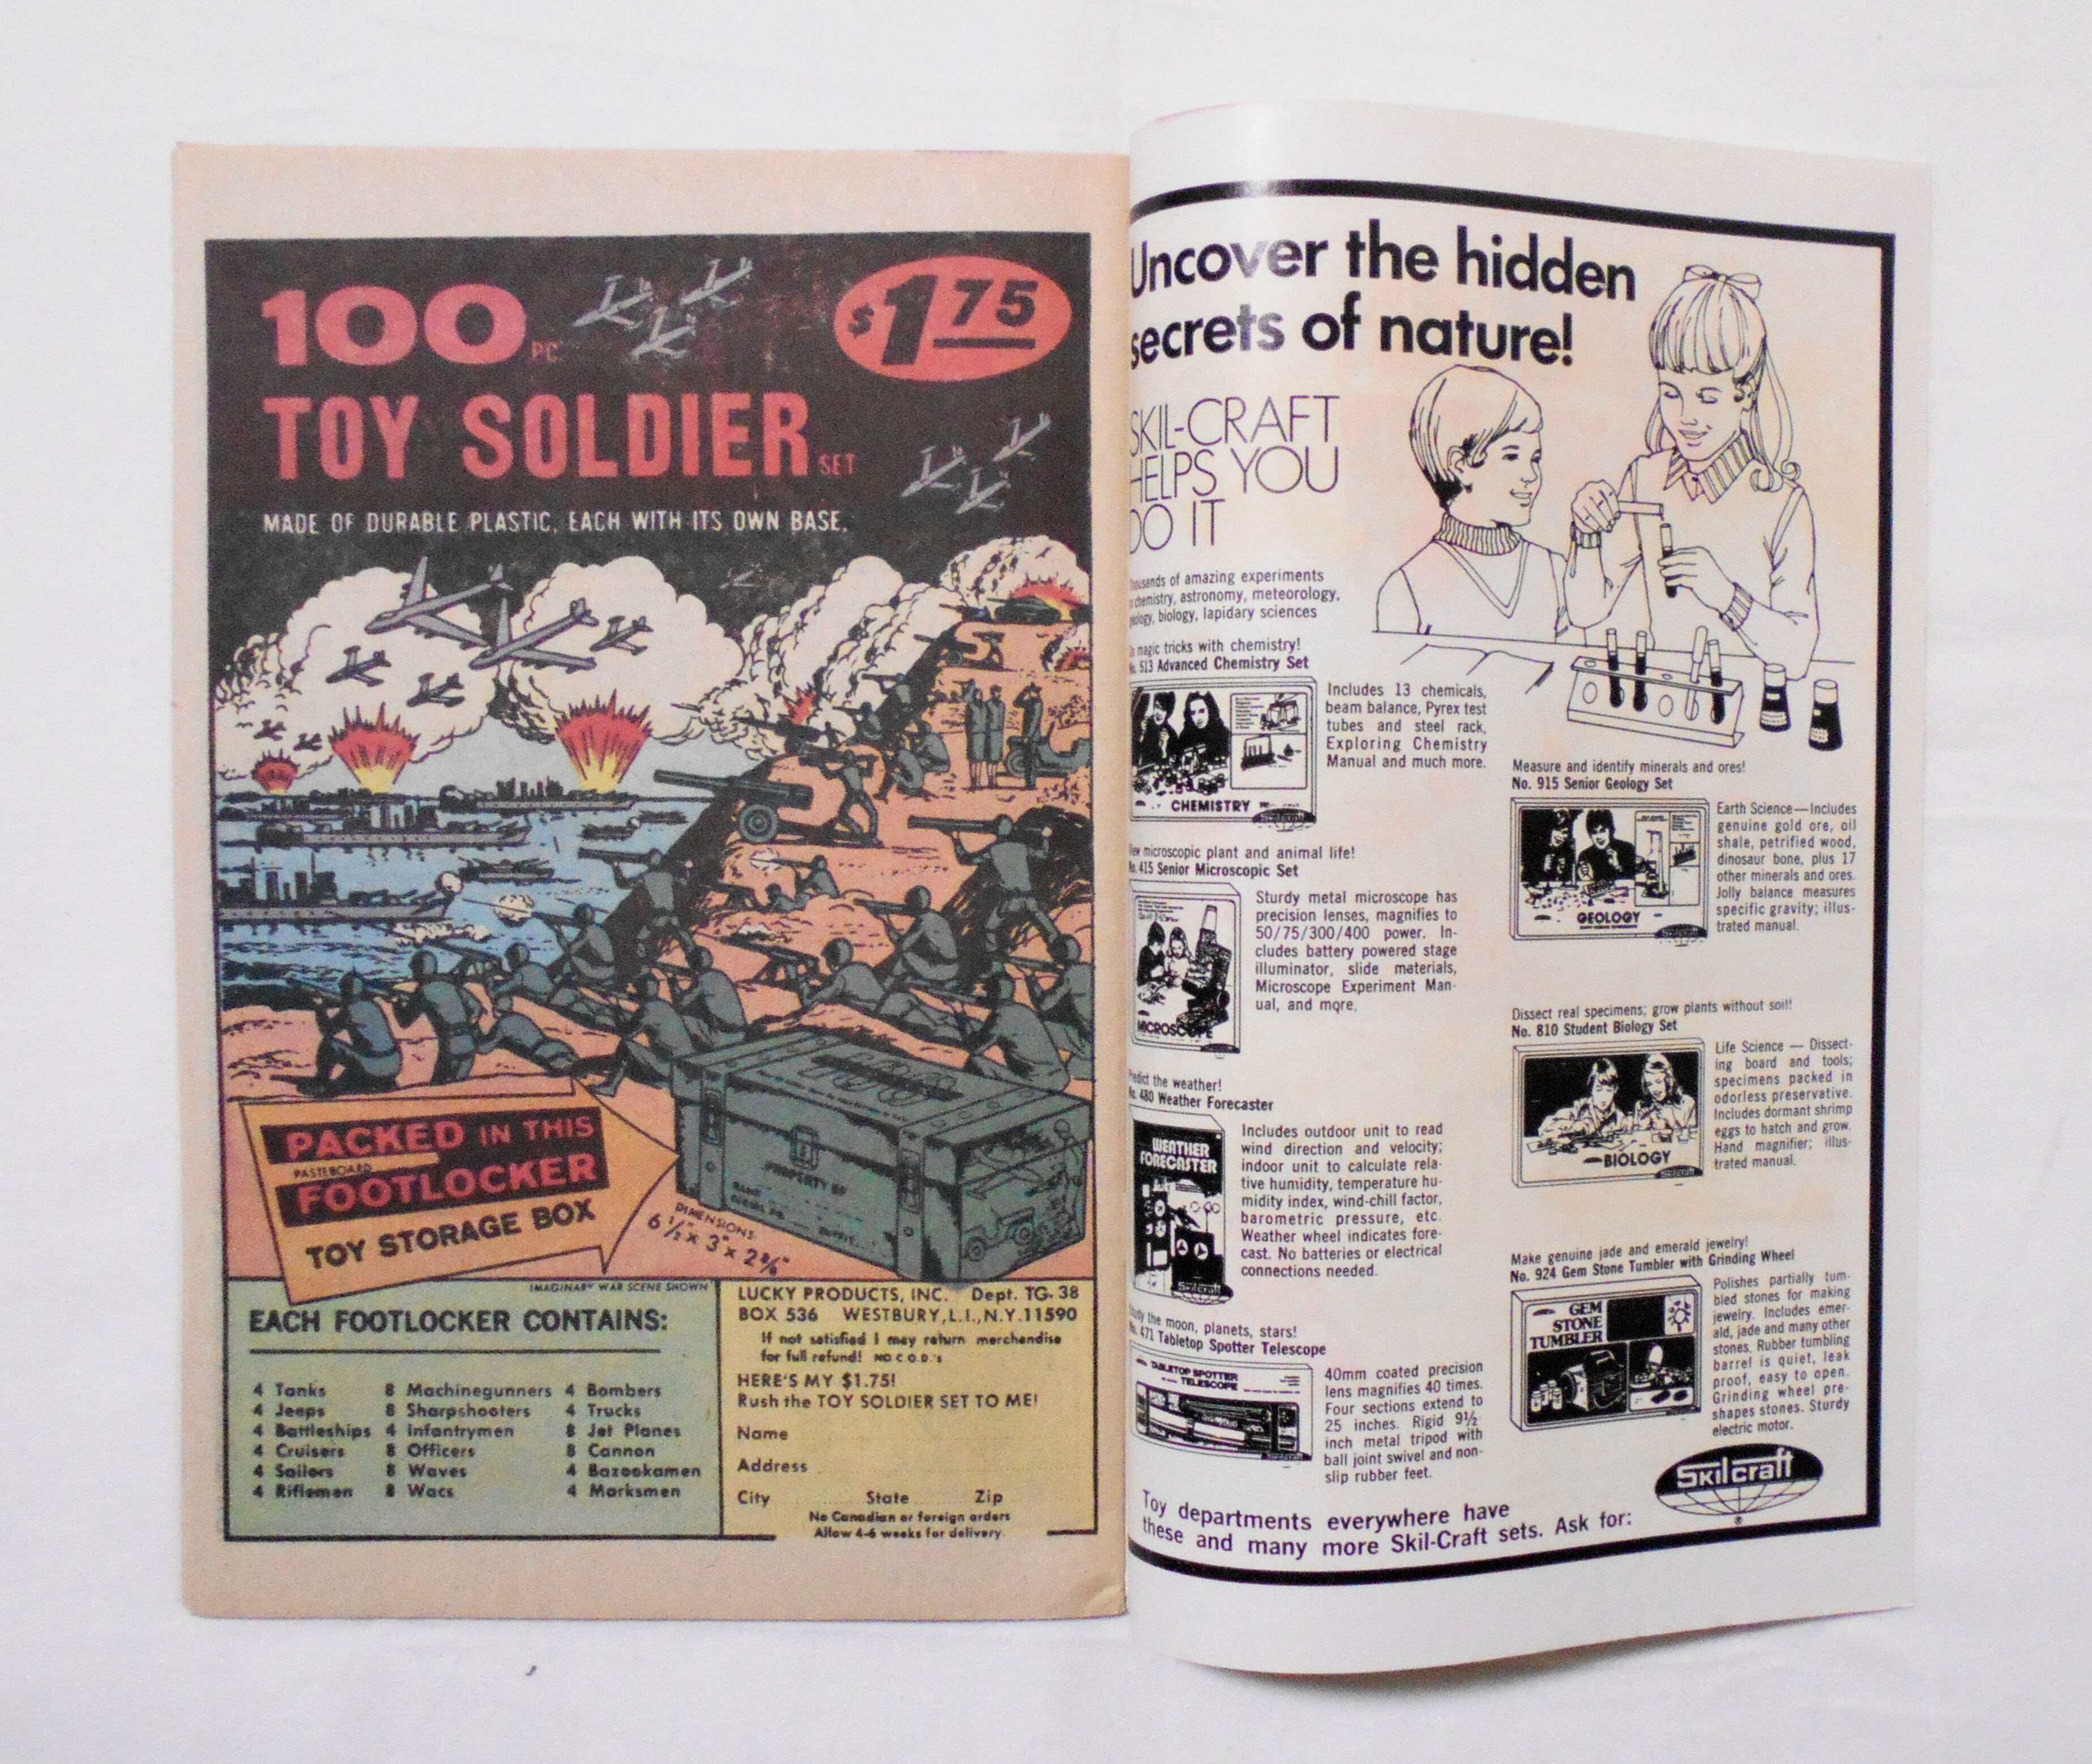 100 PC.
$1.75
TOY SOLDIER SET
MADE OF DURABLE PLASTIC, EACH WITH ITS OWN BASE.
PACKED IN THIS
PASTEBOARD
FOOTLOCKER
TOY STORAGE BOX
PROPERTY OF
DIMENSIONS:
6 1/2" x 3" x
IMAGINARY WAR SCENE SHOWN
EACH FOOTLOCKER CONTAINS:
4 Tanks
4 Jeeps
4 Battleships
4 Cruisers
4 Sailors
4 Riflemen
8 Machinegunners
8 Sharpshooters
4 Infantrymen
8 Officers
8 Waves
8 Wacs
4 Bombers
4 Trucks
8 Jet Planes
8 Cannon
4 Bazookamen
4 Marksmen
LUCKY PRODUCTS, INC. Dept. TG-38
BOX 536 WESTBURY, L.I., N.Y. 11590
If not satisfied I may return merchandise
for full refund! NO C.O.D.'s
HERE'S MY $1.75!
Rush the TOY SOLDIER SET TO ME!
Name
Address
City State Zip
No Canadian or foreign orders
Allow 4-6 weeks for delivery.
Uncover the hidden
secrets of nature!
SKIL-CRAFT
HELPS YOU
DO IT
of amazing experiments
chemistry, astronomy, meteorology,
biology, lapidary sciences
magic tricks with chemistry!
No. 513 Advanced Chemistry Set
CHEMISTRY
Skilcraft
Includes 13 chemicals,
beam balance, Pyrex test
tubes and steel rack,
Exploring Chemistry
Manual and much more.
microscopic plant and animal life!
No. 415 Senior Microscopic Set
MICROSCOPE
Sturdy metal microscope has
precision lenses, magnifies to
50/75/300/400 power. In-
cludes battery powered stage
illuminator, slide materials,
Microscope Experiment Man-
ual, and more.
the weather!
No. 480 Weather Forecaster
WEATHER
FORECASTER
Skilcraft
Includes outdoor unit to read
wind direction and velocity;
indoor unit to calculate rela-
tive humidity, temperature hu-
midity index, wind-chill factor,
barometric pressure, etc.
Weather wheel indicates fore-
cast. No batteries or electrical
connections needed.
the moon, planets, stars!
No. 471 Tabletop Spotter Telescope
TABLETOP SPOTTER
TELESCOPE
Skilcraft
40mm coated precision
lens magnifies 40 times.
Four sections extend to
25 inches. Rigid 9½
inch metal tripod with
ball joint swivel and non-
slip rubber feet.
Measure and identify minerals and ores!
No. 915 Senior Geology Set
GEOLOGY
Skilcraft
Earth Science—Includes
genuine gold ore, oil
shale, petrified wood,
dinosaur bone, plus 17
other minerals and ores.
Jolly balance measures
specific gravity; illus-
trated manual.
Dissect real specimens; grow plants without soil!
No. 810 Student Biology Set
BIOLOGY
Skilcraft
Life Science — Dissect-
ing board and tools;
specimens packed in
odorless preservative.
Includes dormant shrimp
eggs to hatch and grow.
Hand magnifier; illus-
trated manual.
Make genuine jade and emerald jewelry!
No. 924 Gem Stone Tumbler with Grinding Wheel
GEM
STONE
TUMBLER
Polishes partially tum-
bled stones for making
jewelry. Includes emer-
ald, jade and many other
stones. Rubber tumbling
barrel is quiet, leak
proof, easy to open.
Grinding wheel pre-
shapes stones. Sturdy
electric motor.
Toy departments everywhere have
these and many more Skil-Craft sets. Ask for:
Skilcraft
®